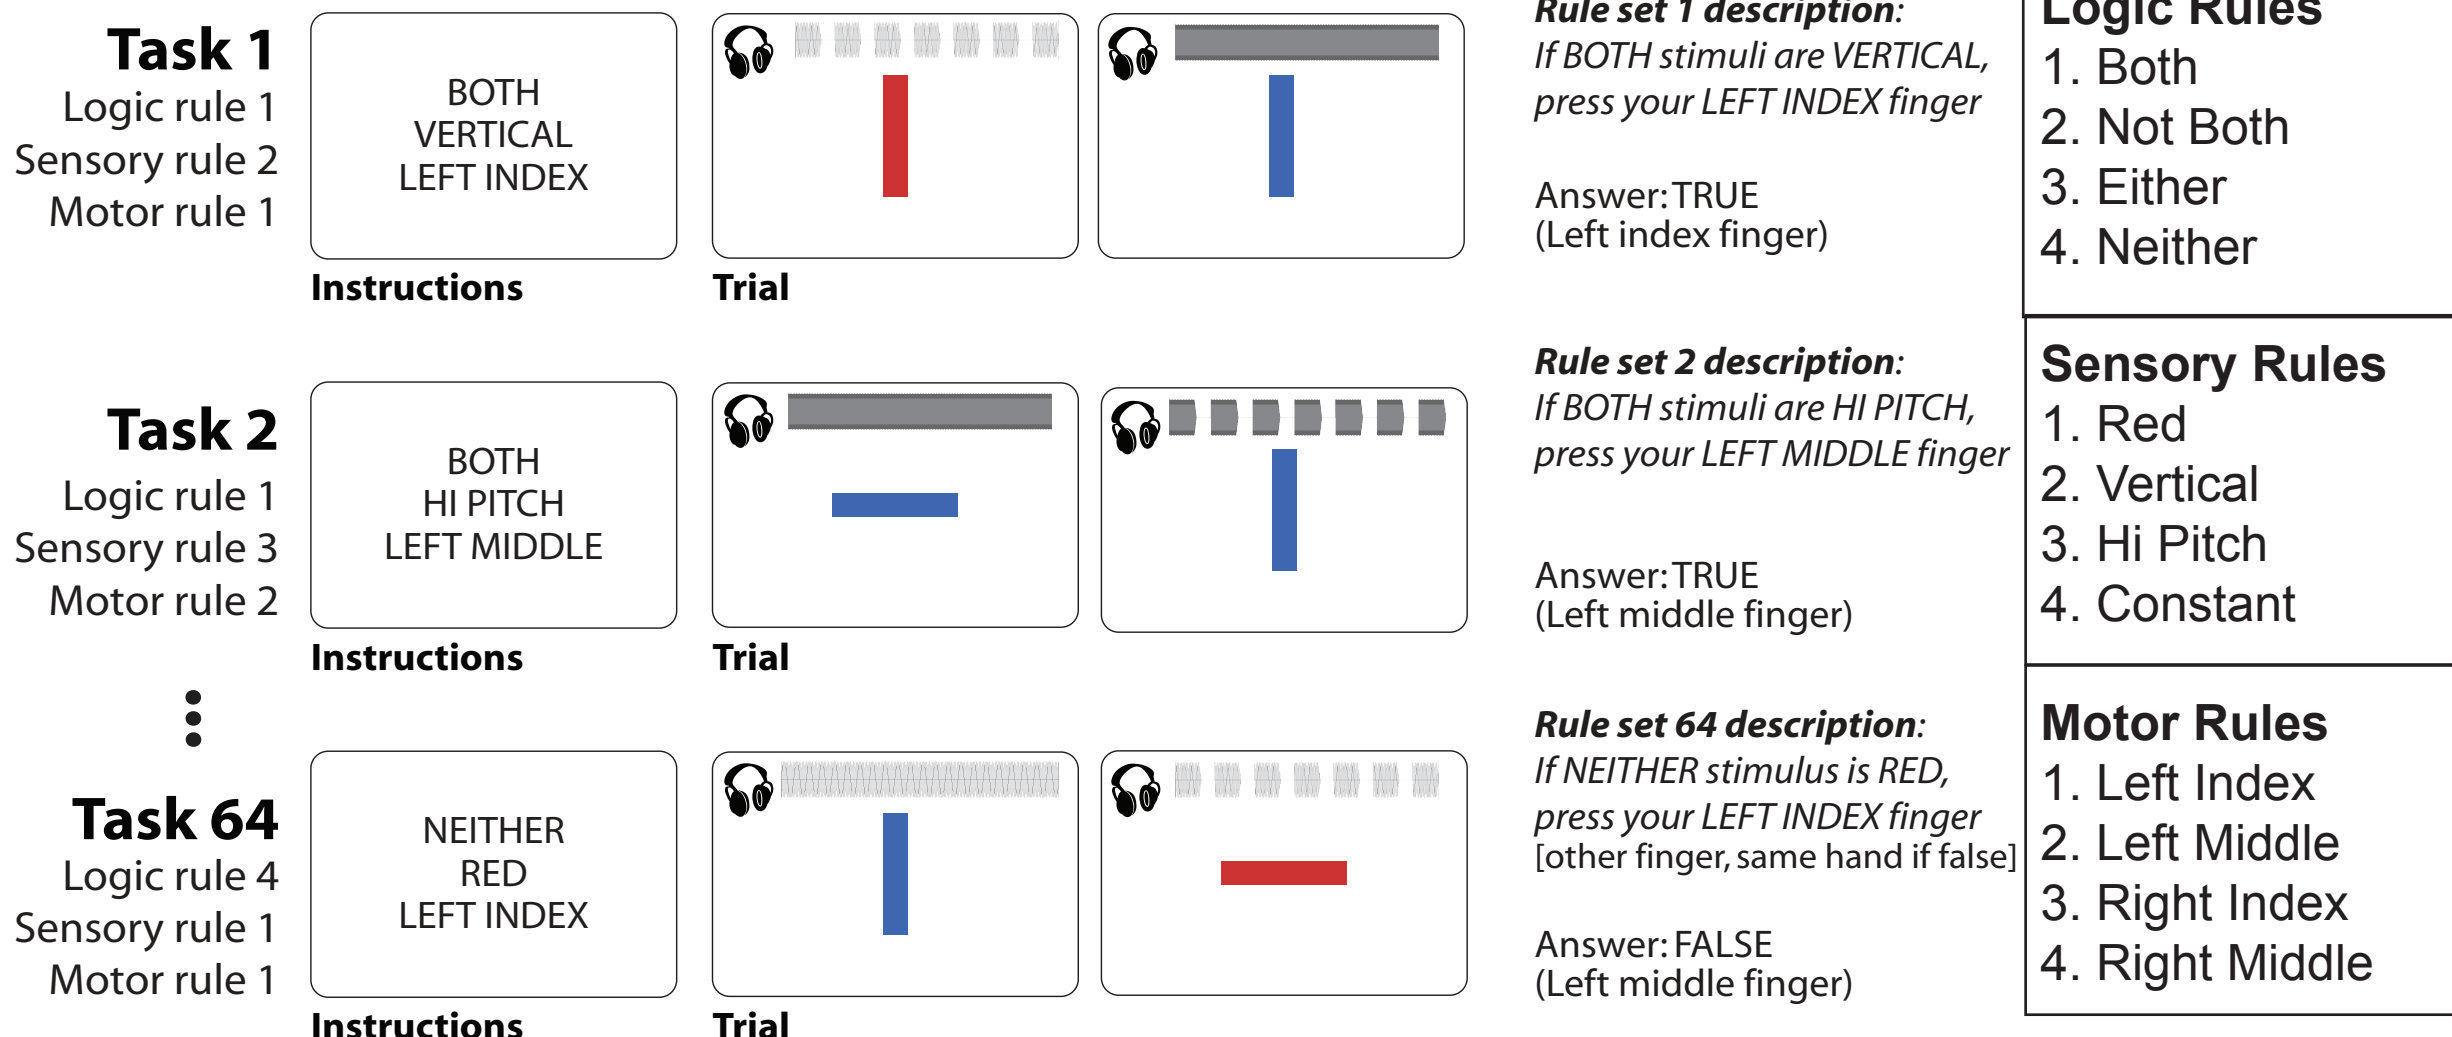 Task 1
Logic rule 1
Sensory rule 2
Motor rule 1
BOTH
VERTICAL
LEFT INDEX
Instructions
Trial
Rule set 1 description:
If BOTH stimuli are VERTICAL,
press your LEFT INDEX finger
Answer: TRUE
(Left index finger)
Task 2
Logic rule 1
Sensory rule 3
Motor rule 2
BOTH
HI PITCH
LEFT MIDDLE
Instructions
Trial
Rule set 2 description:
If BOTH stimuli are HI PITCH,
press your LEFT MIDDLE finger
Answer: TRUE
(Left middle finger)
Task 64
Logic rule 4
Sensory rule 1
Motor rule 1
NEITHER
RED
LEFT INDEX
Instructions
Trial
Rule set 64 description:
If NEITHER stimulus is RED,
press your LEFT INDEX finger
[other finger, same hand if false]
Answer: FALSE
(Left middle finger)
Logic Rules
1. Both
2. Not Both
3. Either
4. Neither
Sensory Rules
1. Red
2. Vertical
3. Hi Pitch
4. Constant
Motor Rules
1. Left Index
2. Left Middle
3. Right Index
4. Right Middle